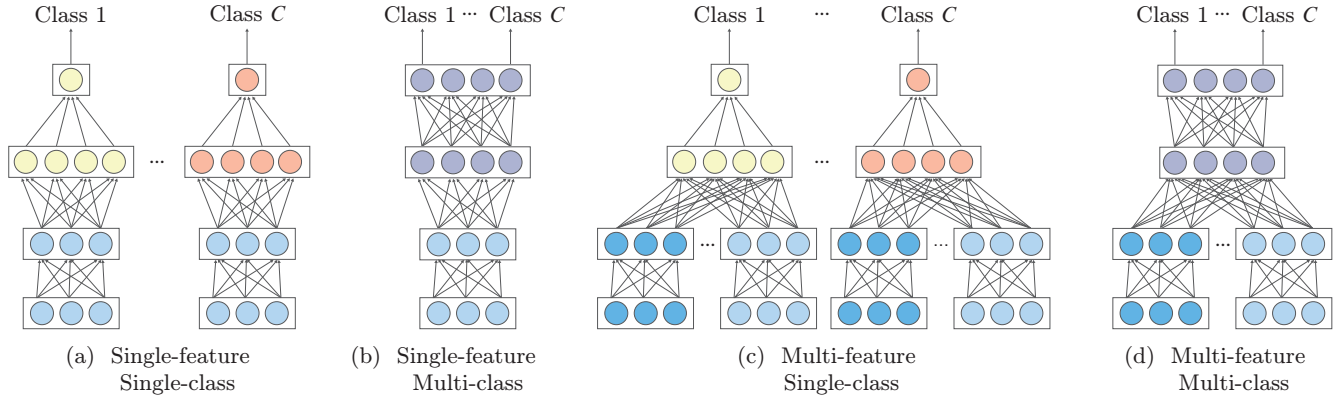 Class 1 Class C Class 1 ··· Class C Class 1 ··· Class C Class 1 ··· Class C
··· ···
··· ··· ···
(a) Single-feature (b) Single-feature (c) Multi-feature (d) Multi-feature
Single-class Multi-class Single-class Multi-class